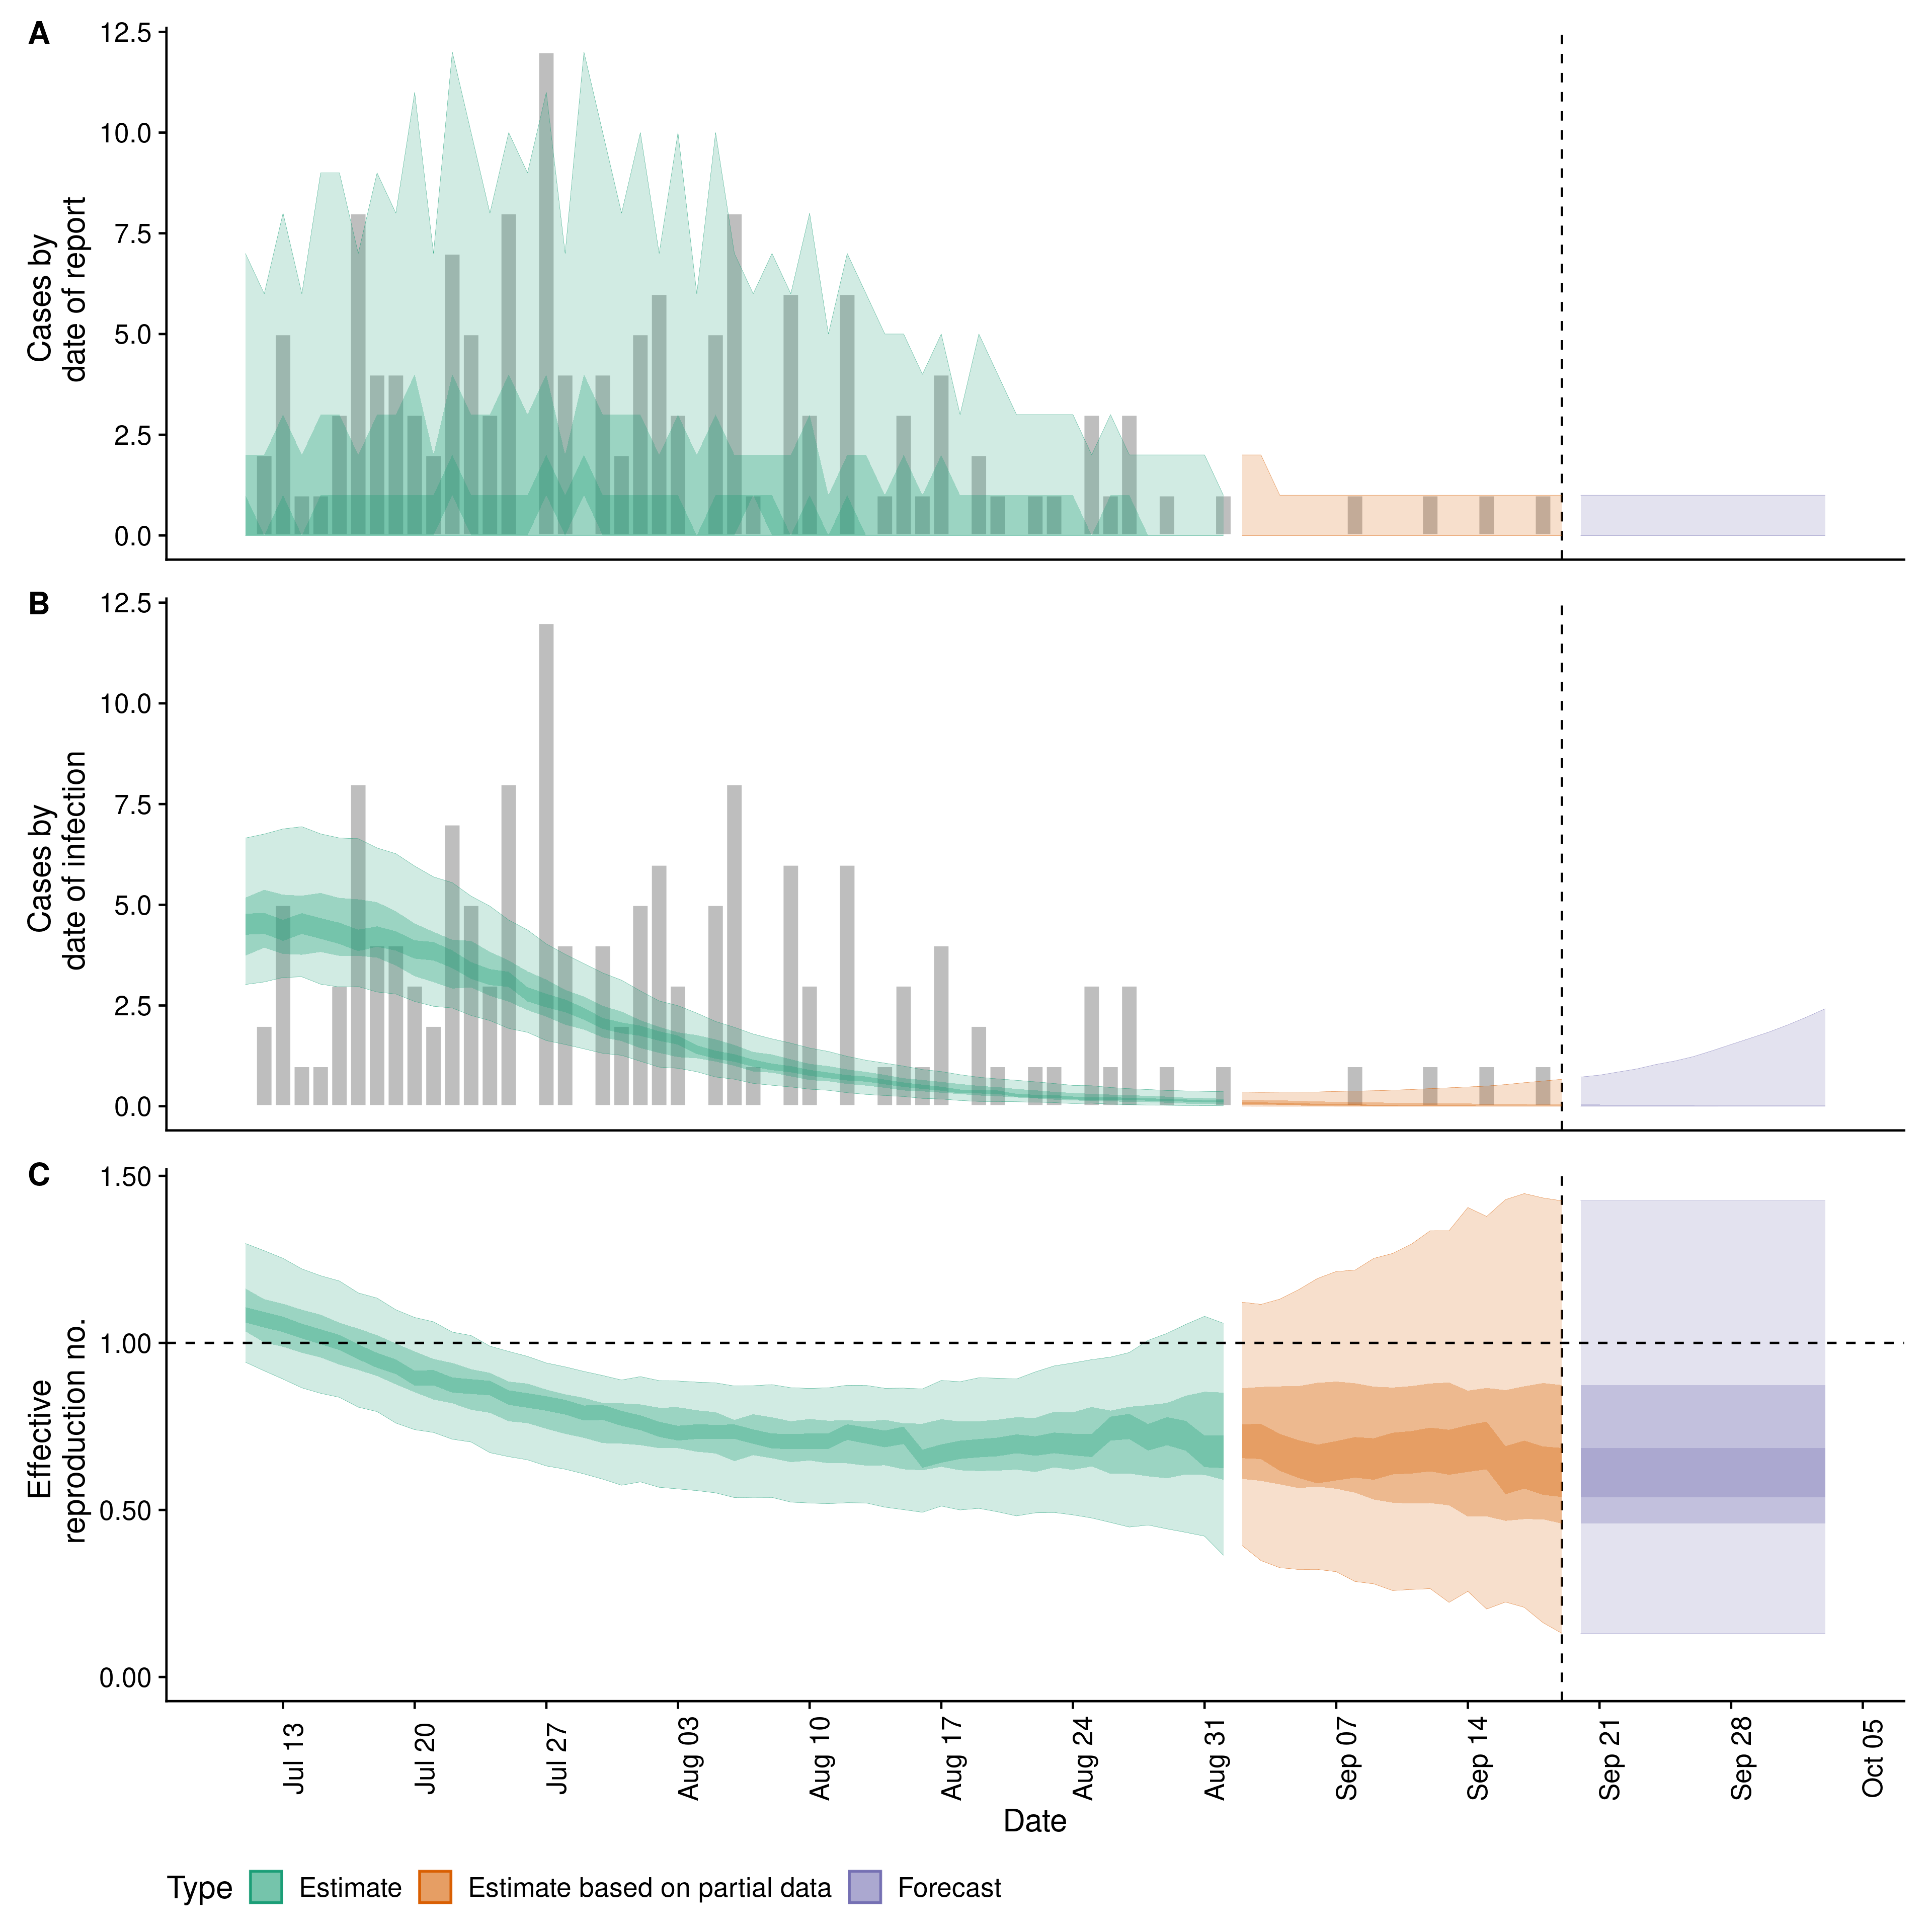 A
Cases by
date of report
12.5
10.0
7.5
5.0
2.5
0.0
B
Cases by
date of infection
12.5
10.0
7.5
5.0
2.5
0.0
C
Effective
reproduction no.
1.50
1.00
0.50
0.00
Jul 13
Jul 20
Jul 27
Aug 03
Aug 10
Aug 17
Aug 24
Aug 31
Sep 07
Sep 14
Sep 21
Sep 28
Oct 05
Date
Type Estimate Estimate based on partial data Forecast